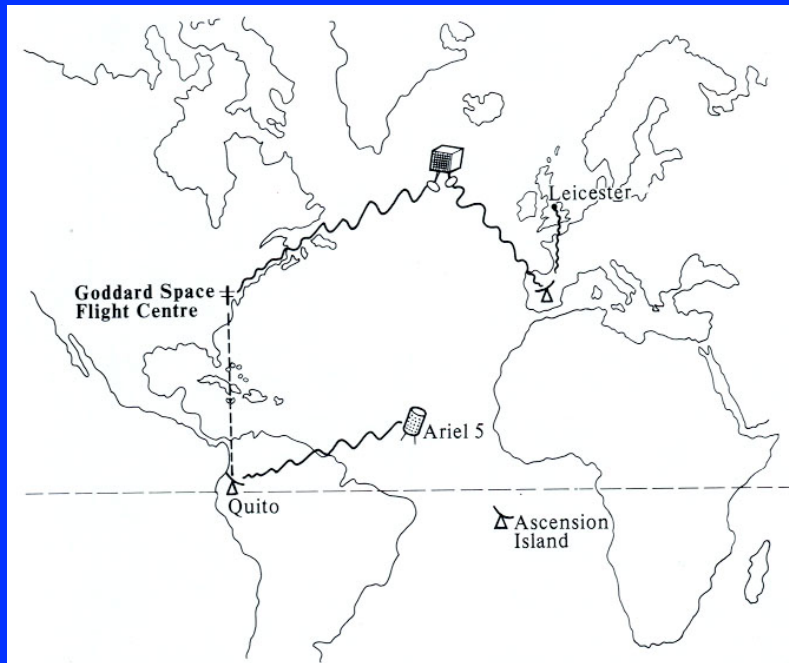 Leicester
Goddard Space
Flight Centre
Ariel 5
Quito
Ascension
Island